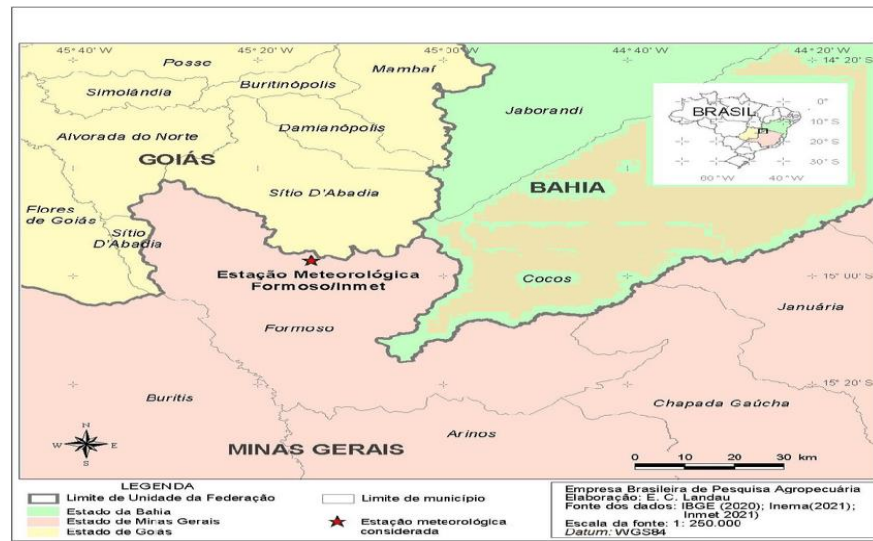 45° 40' W
45° 20' W
45° 00' W
44° 40' W
44° 20' W
14° 20' S
Posse
Mambaí
Simolândia
Buritinópolis
Jaborandi
BRASIL
0°
10° S
20° S
30° S
60° W
40° W
Alvorada do Norte
Damianópolis
GOIÁS
Sítio D'Abadia
BAHIA
Flores
de Goiás
Sítio
D'Abadia
Estação Meteorológica
Formoso/Inmet
Cocos
15° 00' S
Januária
Formoso
15° 20' S
Buritis
Chapada Gaúcha
Arinos
MINAS GERAIS
N
W E
S
0 10 20 30 km
LEGENDA
Limite de Unidade da Federação
Limite de município
Estado da Bahia
Estado de Minas Gerais
Estado de Goiás
Estação meteorológica
considerada
Empresa Brasileira de Pesquisa Agropecuária
Elaboração: E. C. Landau
Fonte dos dados: IBGE (2020); Inema(2021);
Inmet 2021)
Escala da fonte: 1: 250.000
Datum: WGS84